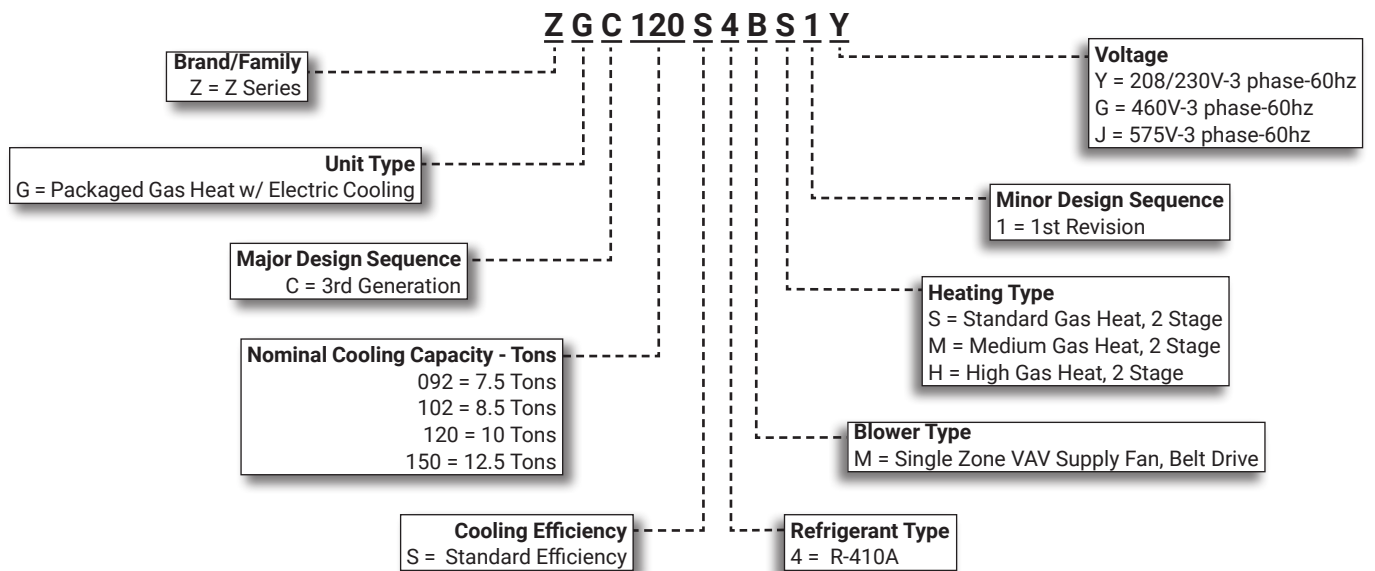 Z G C 120 S 4 B S 1 Y
Brand/Family
Z = Z Series
Voltage
Y = 208/230V-3 phase-60hz
G = 460V-3 phase-60hz
J = 575V-3 phase-60hz
Unit Type
G = Packaged Gas Heat w/ Electric Cooling
Minor Design Sequence
1 = 1st Revision
Major Design Sequence
C = 3rd Generation
Heating Type
S = Standard Gas Heat, 2 Stage
M = Medium Gas Heat, 2 Stage
H = High Gas Heat, 2 Stage
Nominal Cooling Capacity - Tons
092 = 7.5 Tons
102 = 8.5 Tons
120 = 10 Tons
150 = 12.5 Tons
Blower Type
M = Single Zone VAV Supply Fan, Belt Drive
Cooling Efficiency
S = Standard Efficiency
Refrigerant Type
4 = R-410A